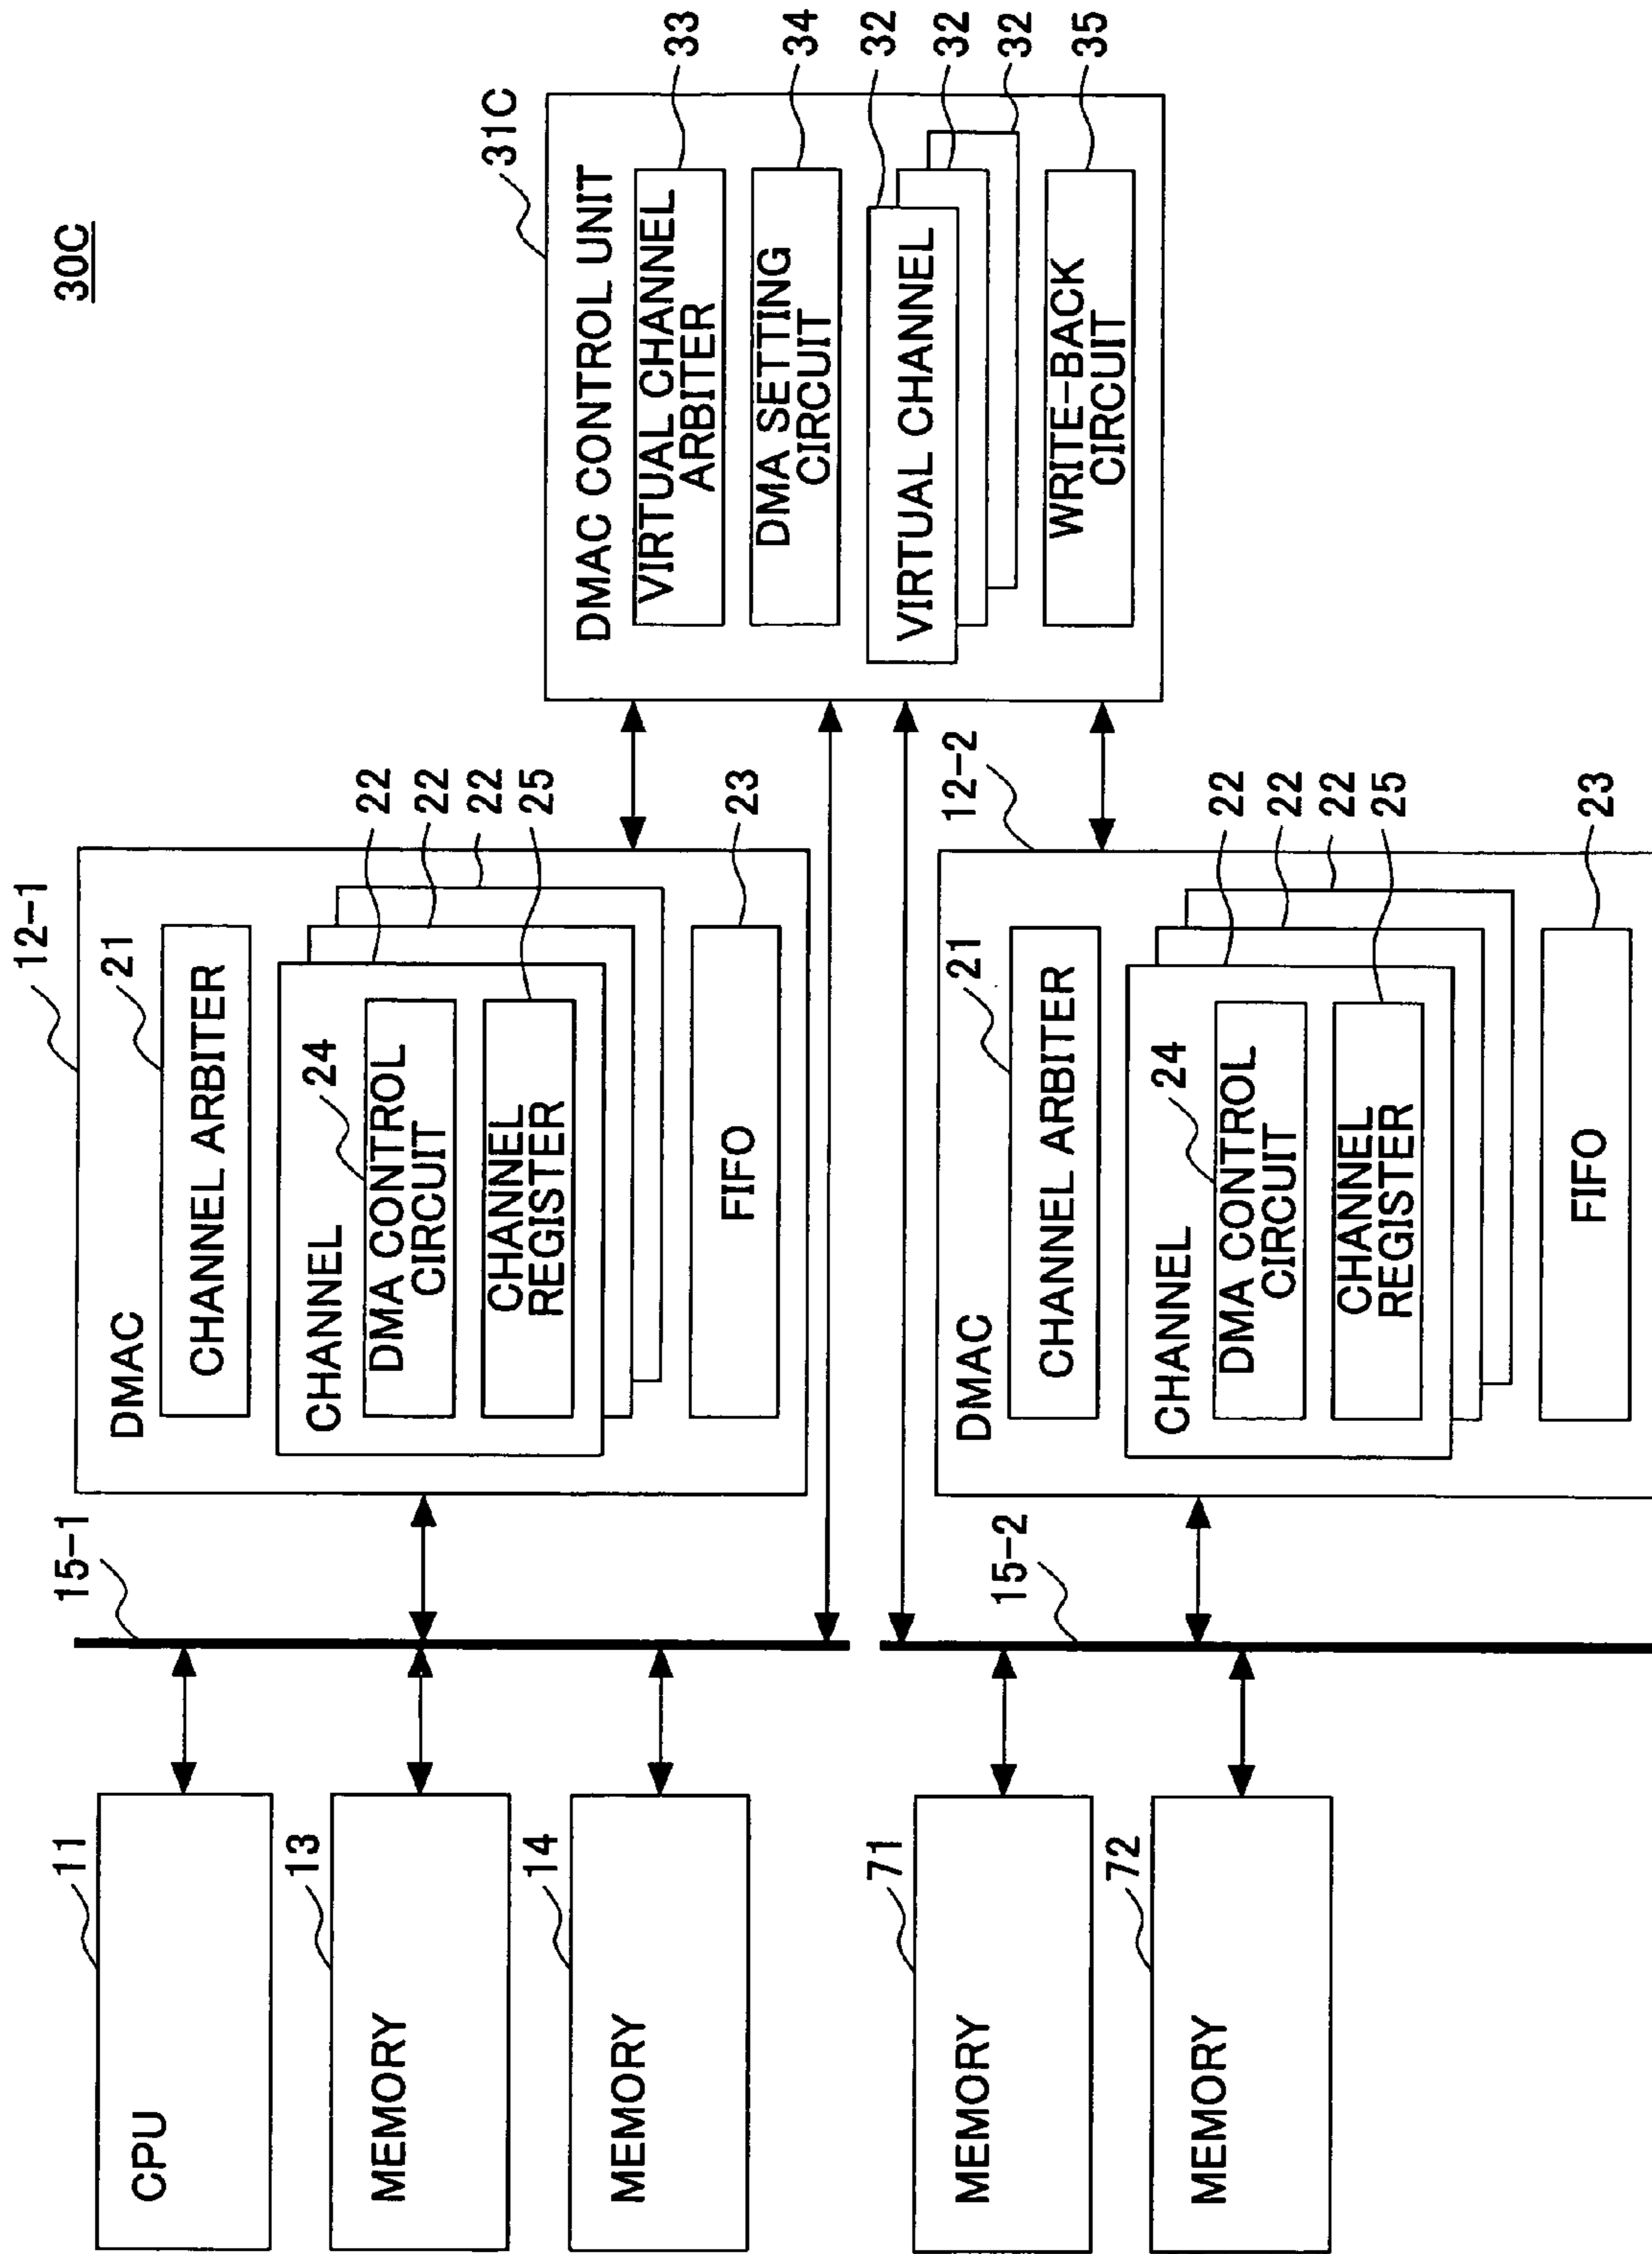 30C
11
CPU
13
MEMORY
14
MEMORY
71
MEMORY
72
MEMORY
15-1
15-2
12-1
DMAC
21
CHANNEL ARBITER
CHANNEL
24
DMA CONTROL
CIRCUIT
CHANNEL
REGISTER
FIFO
22
22
22
25
23
12-2
DMAC
21
CHANNEL ARBITER
CHANNEL
24
DMA CONTROL
CIRCUIT
CHANNEL
REGISTER
FIFO
22
22
22
25
23
31C
DMAC CONTROL UNIT
VIRTUAL CHANNEL
ARBITER
DMA SETTING
CIRCUIT
VIRTUAL CHANNEL
WRITE-BACK
CIRCUIT
33
34
32
32
32
35